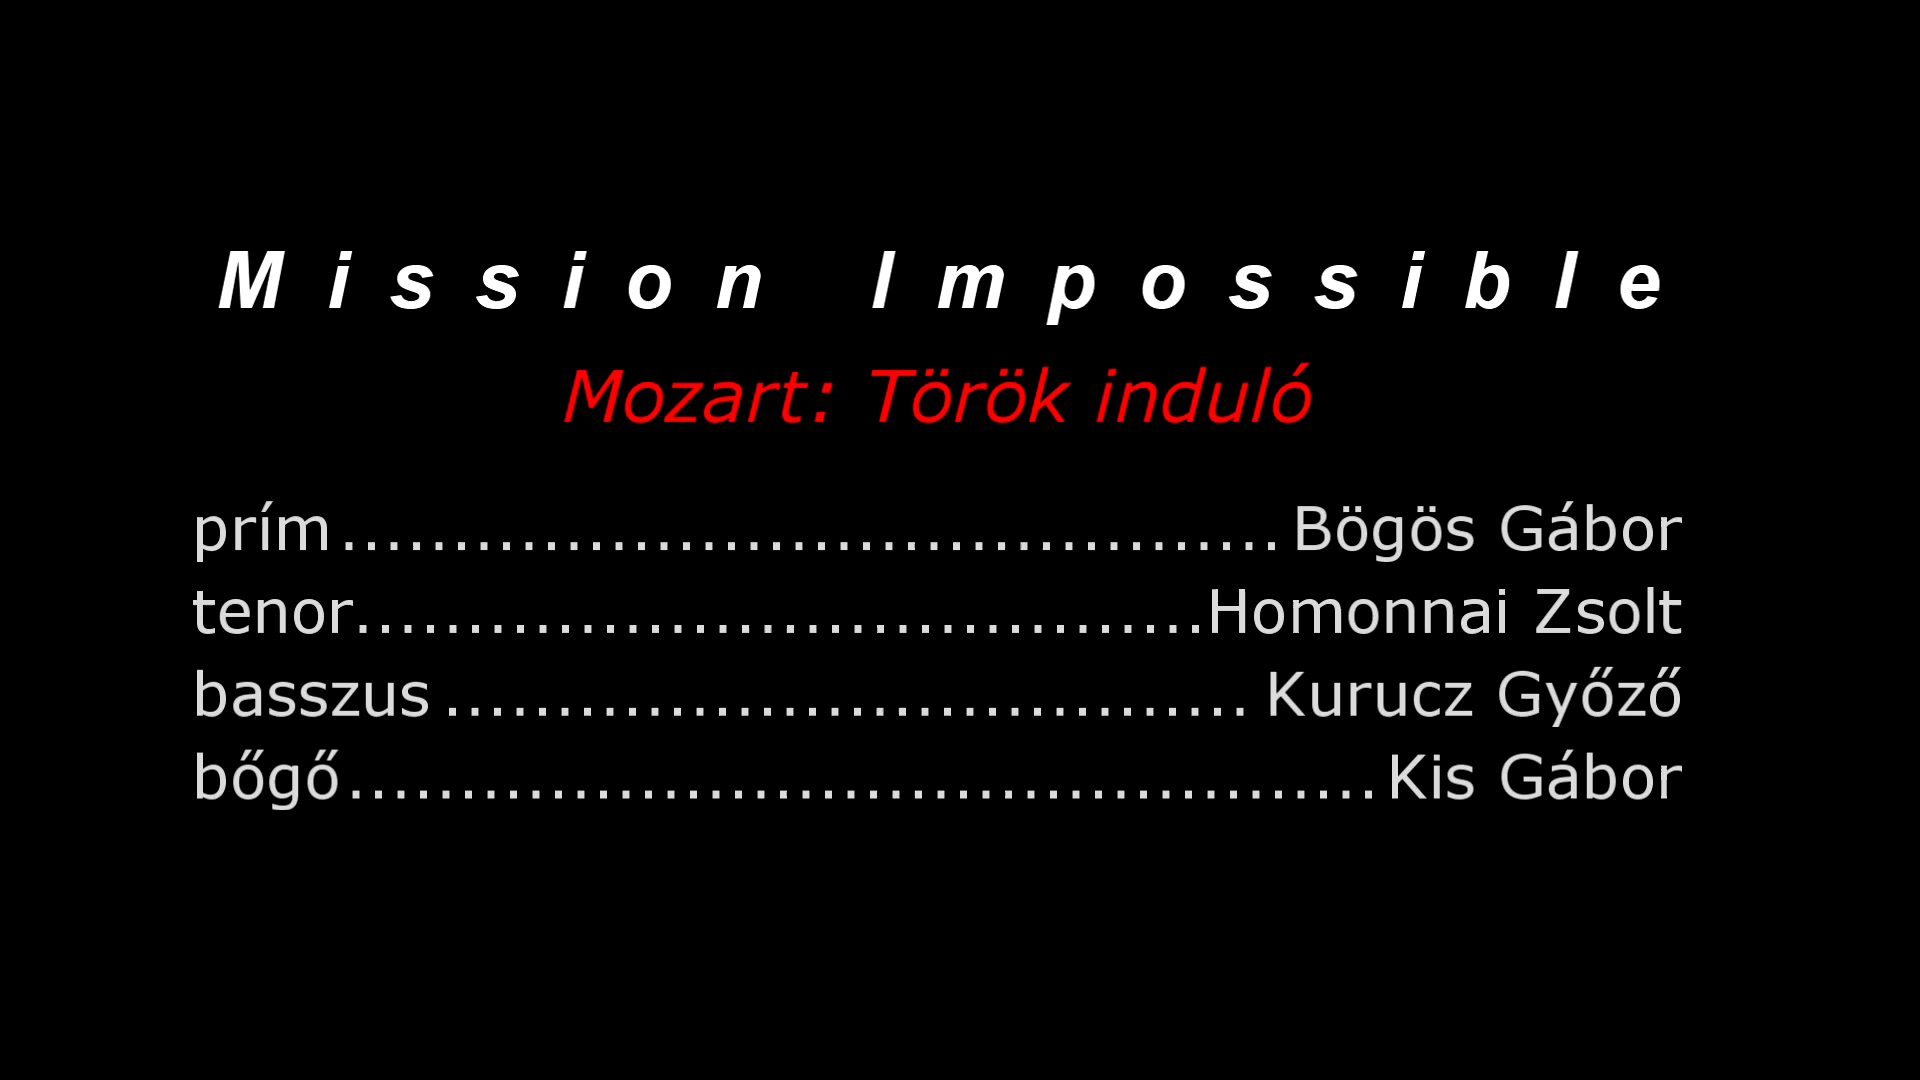 Mission Impossible
Mozart: Török induló
prím.......................................... Bögös Gábor
tenor......................................Homonnai Zsolt
basszus.................................... Kurucz Győző
bőgő.............................................. Kis Gábor